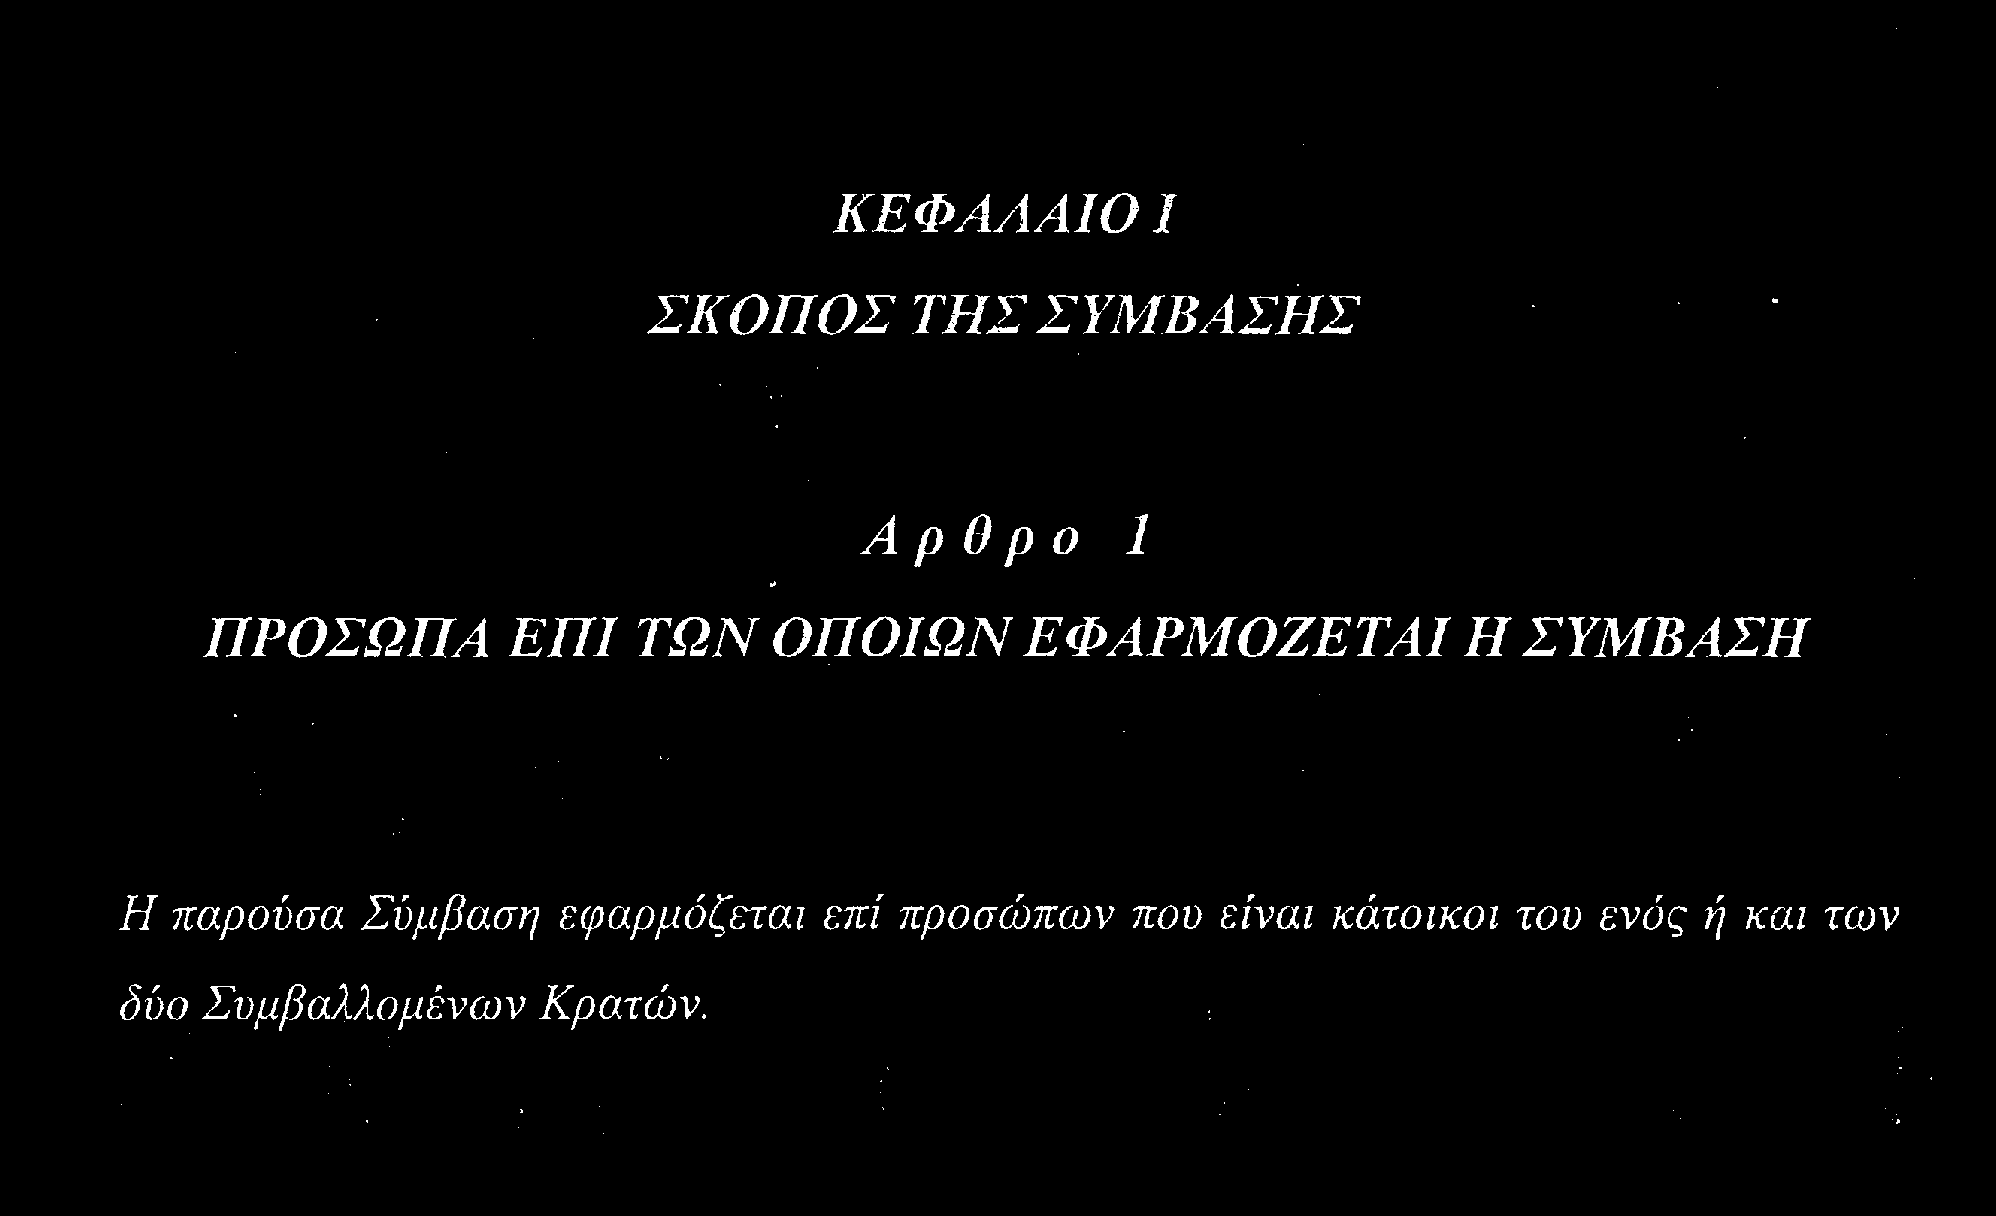 ΚΕΦΑΛΑΙΟ Ι
ΣΚΟΠΟΣ ΤΗΣ ΣΥΜΒΑΣΗΣ
Α ρ θ ρ ο 1
ΠΡΟΣΩΠΑ ΕΠΙ ΤΩΝ ΟΠΟΙΩΝ ΕΦΑΡΜΟΖΕΤΑΙ Η ΣΥΜΒΑΣΗ
Η παρούσα Σύμβαση εφαρμόζεται επί προσώπων που είναι κάτοικοι του ενός ή και των
δύο Συμβαλλομένων Κρατών.